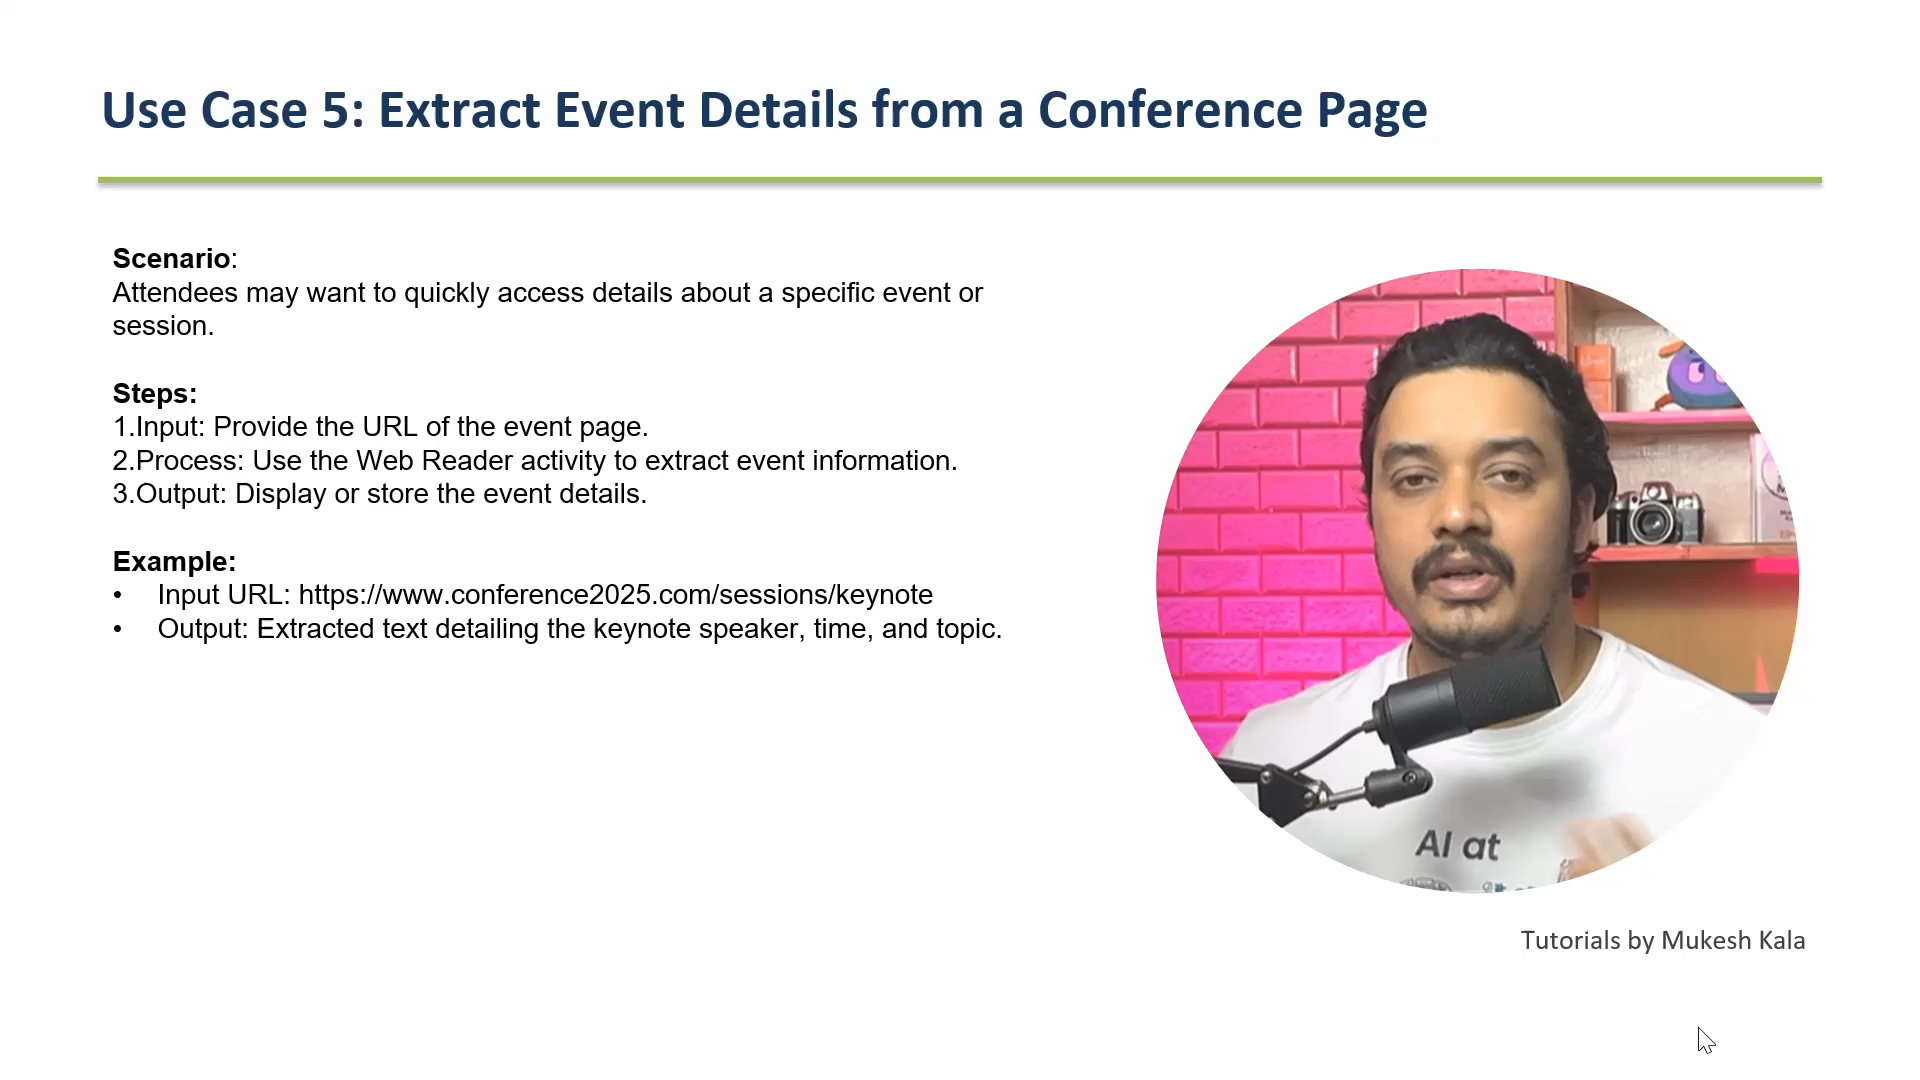 Use Case 5: Extract Event Details from a Conference Page
Scenario:
Attendees may want to quickly access details about a specific event or
session.
Steps:
1.Input: Provide the URL of the event page.
2.Process: Use the Web Reader activity to extract event information.
3.Output: Display or store the event details.
Example:
• Input URL: https://www.conference2025.com/sessions/keynote
• Output: Extracted text detailing the keynote speaker, time, and topic.
AI at
Tutorials by Mukesh Kala